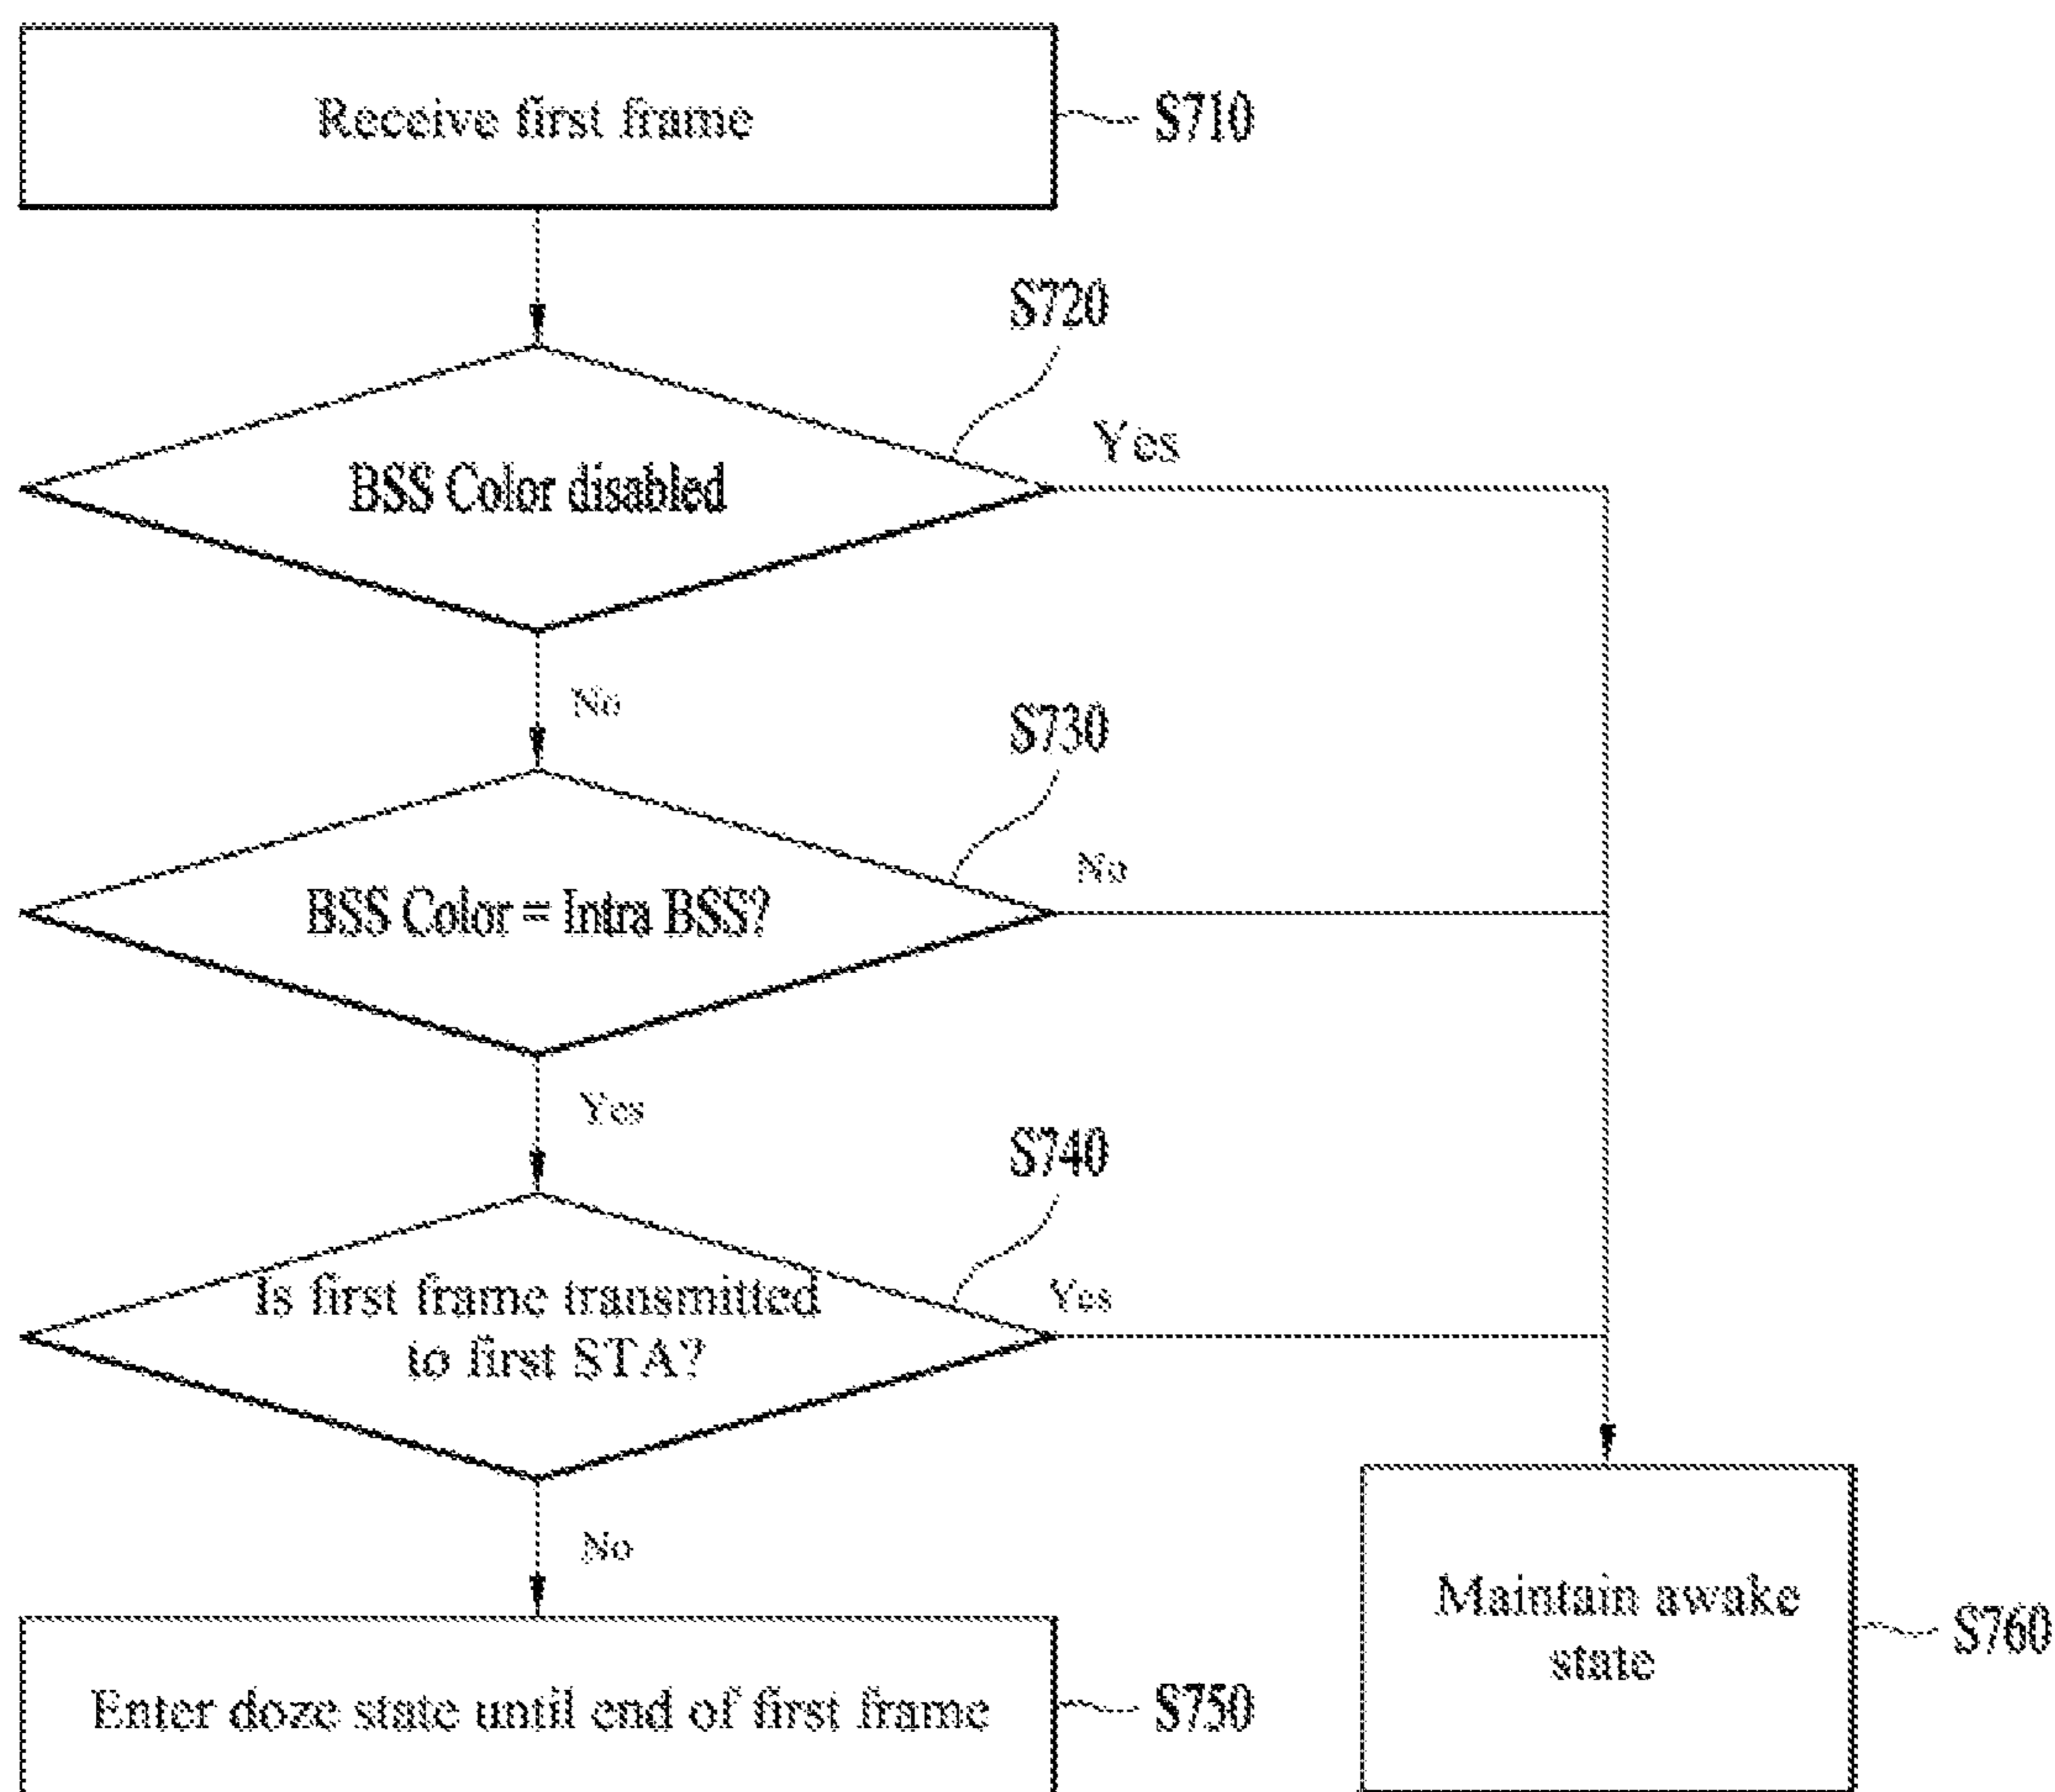 Receive first frame
S710
S720
BSS Color disabled
Yes
No
S730
BSS Color = Intra BSS?
No
Yes
S740
Is first frame transmitted
to first STA?
Yes
No
Maintain awake
state
S760
Enter doze state until end of first frame
S750